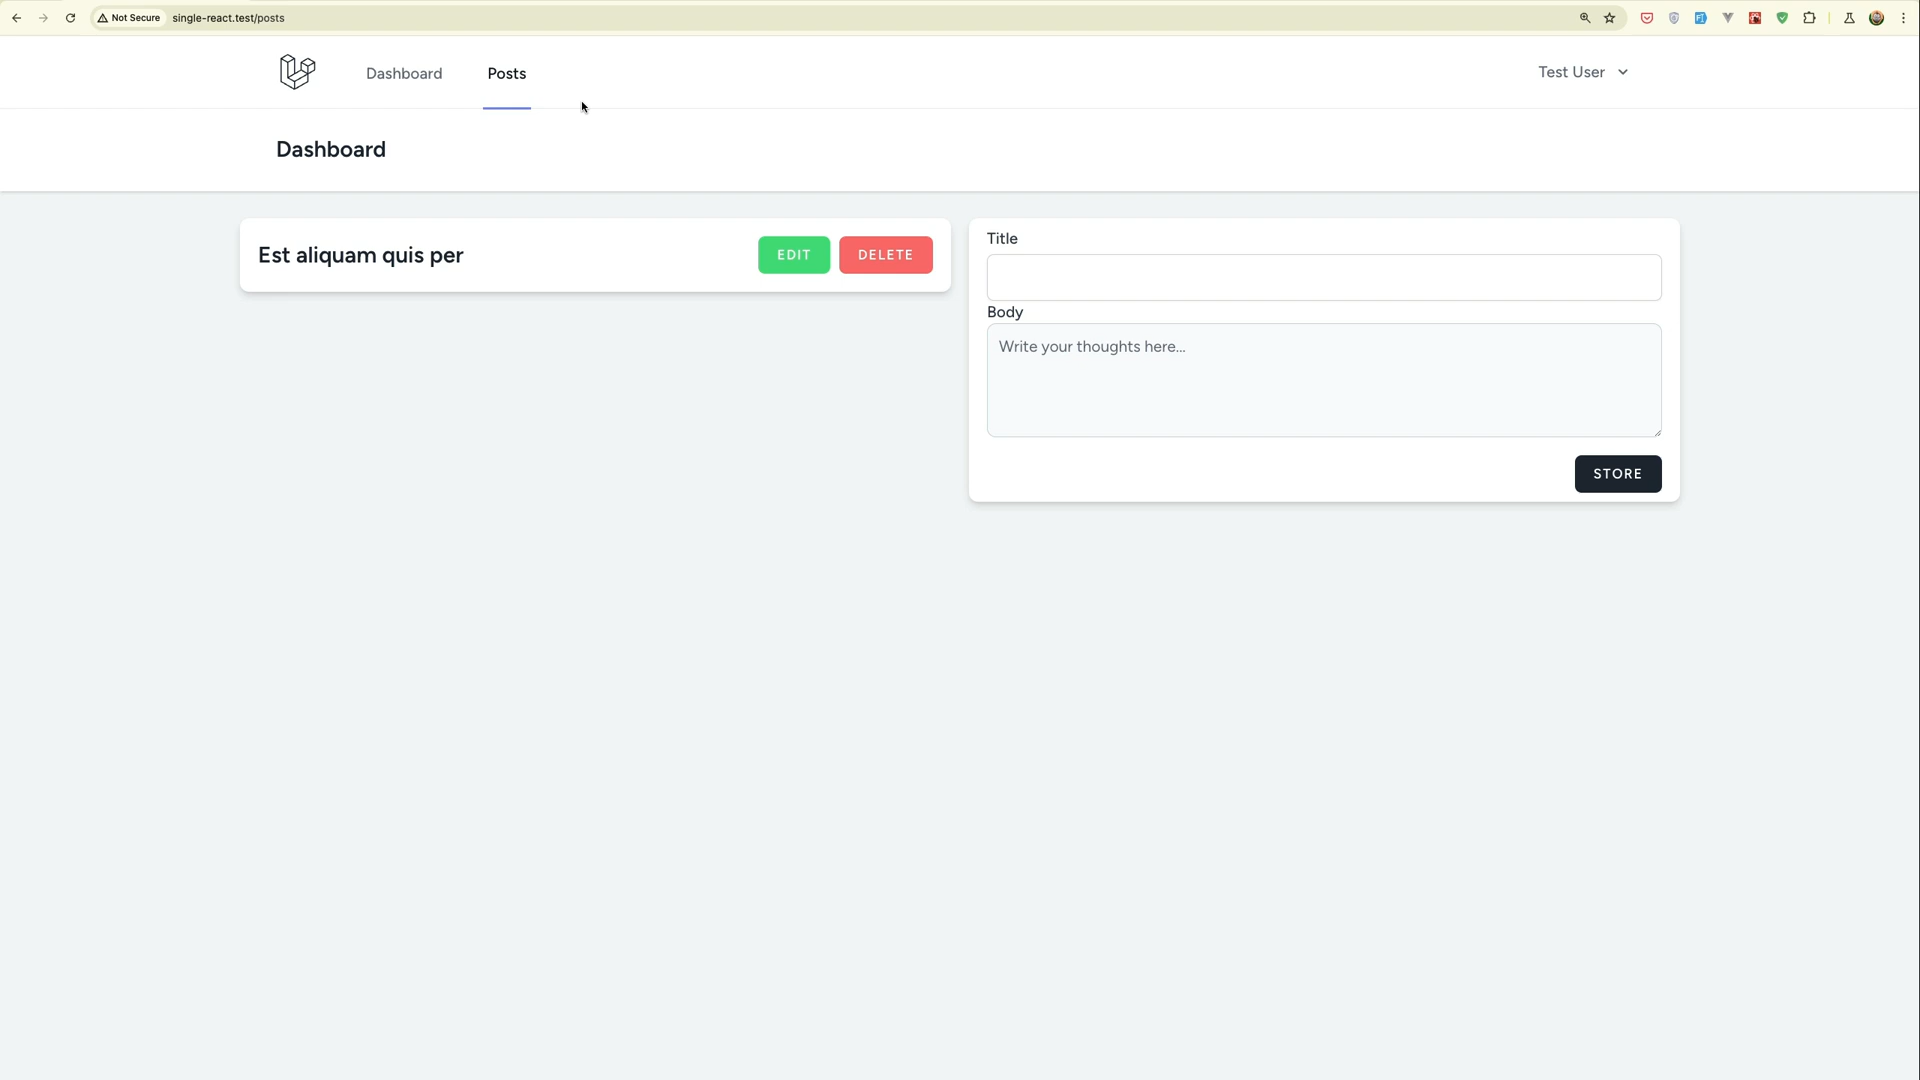 Not Secure single-react.test/posts
Dashboard Posts Test User
Dashboard
Est aliquam quis per EDIT DELETE
Title
Body
Write your thoughts here...
STORE